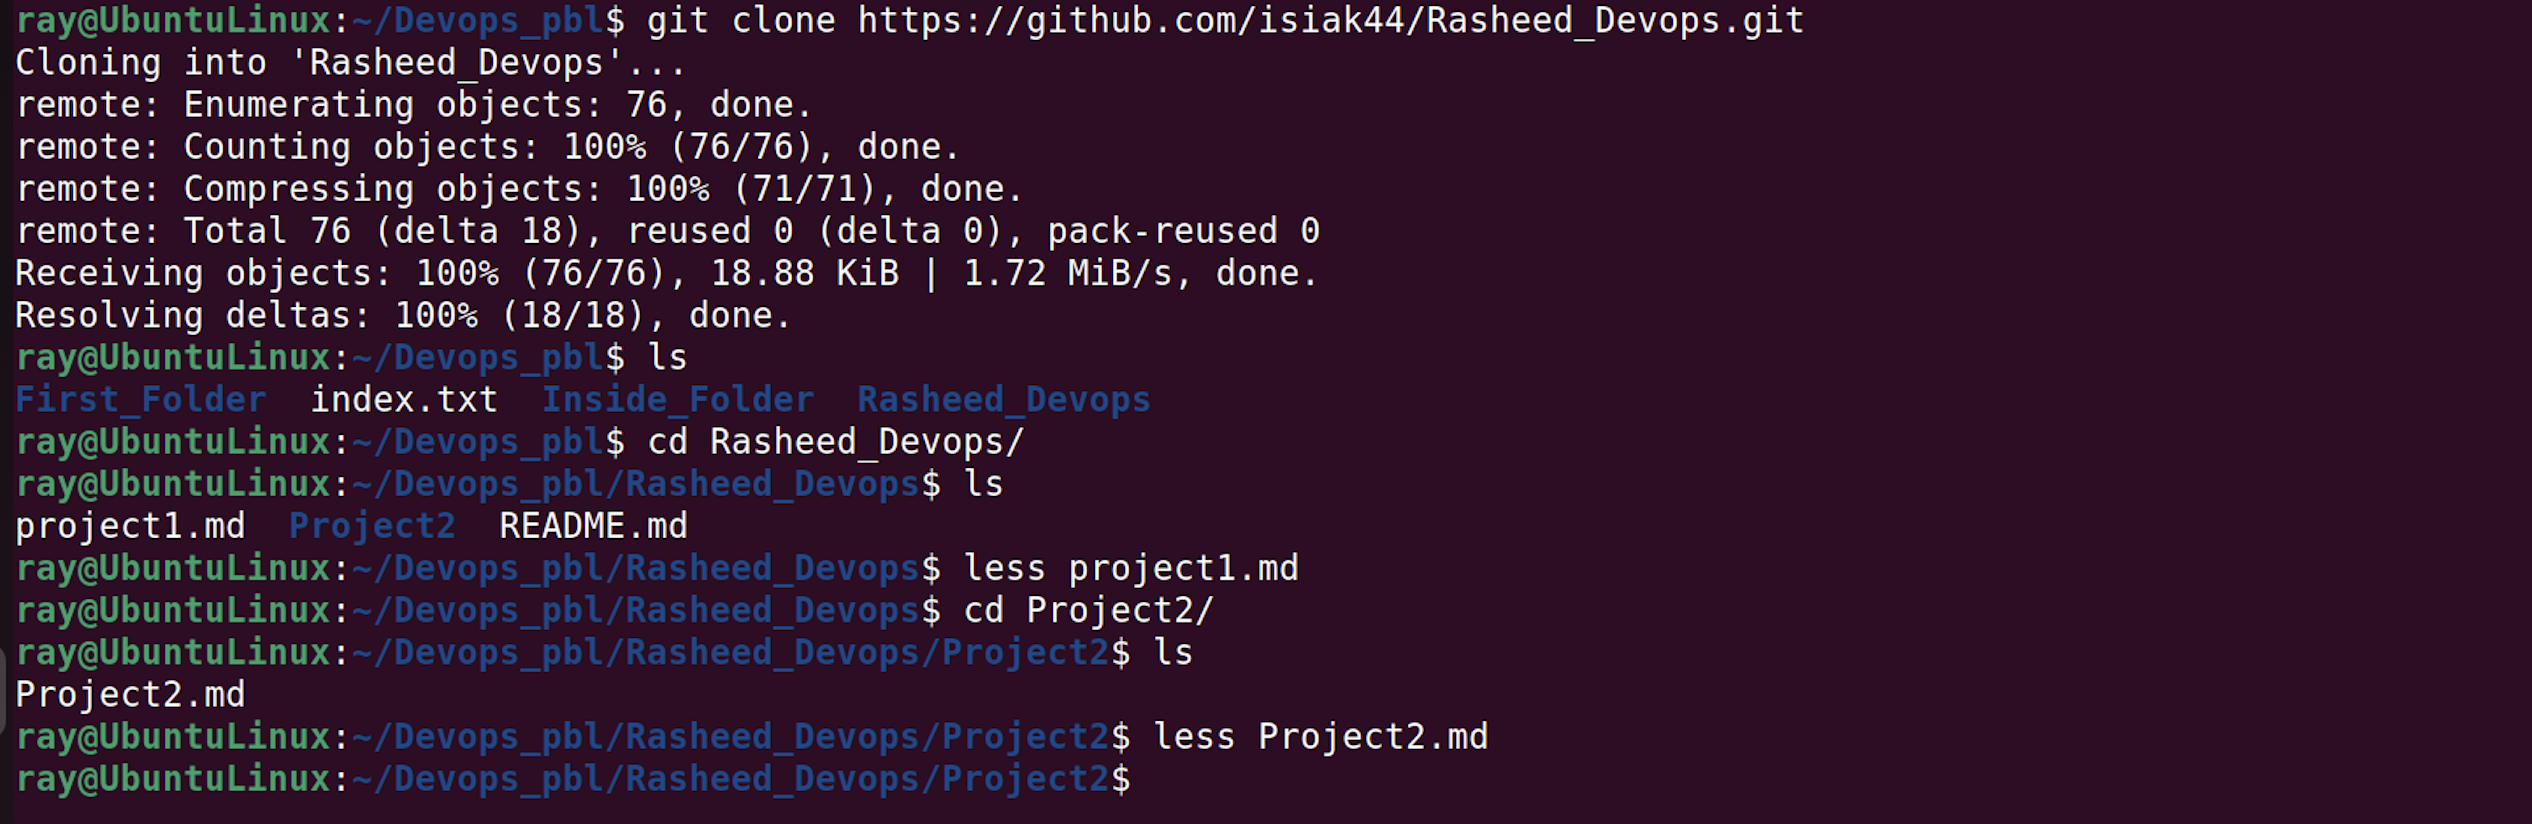 ray@UbuntuLinux:~/Devops_pbl$ git clone https://github.com/isiak44/Rasheed_Devops.git
Cloning into 'Rasheed_Devops'...
remote: Enumerating objects: 76, done.
remote: Counting objects: 100% (76/76), done.
remote: Compressing objects: 100% (71/71), done.
remote: Total 76 (delta 18), reused 0 (delta 0), pack-reused 0
Receiving objects: 100% (76/76), 18.88 KiB | 1.72 MiB/s, done.
Resolving deltas: 100% (18/18), done.
ray@UbuntuLinux:~/Devops_pbl$ ls
First_Folder  index.txt  Inside_Folder  Rasheed_Devops
ray@UbuntuLinux:~/Devops_pbl$ cd Rasheed_Devops/
ray@UbuntuLinux:~/Devops_pbl/Rasheed_Devops$ ls
project1.md  Project2  README.md
ray@UbuntuLinux:~/Devops_pbl/Rasheed_Devops$ less project1.md
ray@UbuntuLinux:~/Devops_pbl/Rasheed_Devops$ cd Project2/
ray@UbuntuLinux:~/Devops_pbl/Rasheed_Devops/Project2$ ls
Project2.md
ray@UbuntuLinux:~/Devops_pbl/Rasheed_Devops/Project2$ less Project2.md
ray@UbuntuLinux:~/Devops_pbl/Rasheed_Devops/Project2$